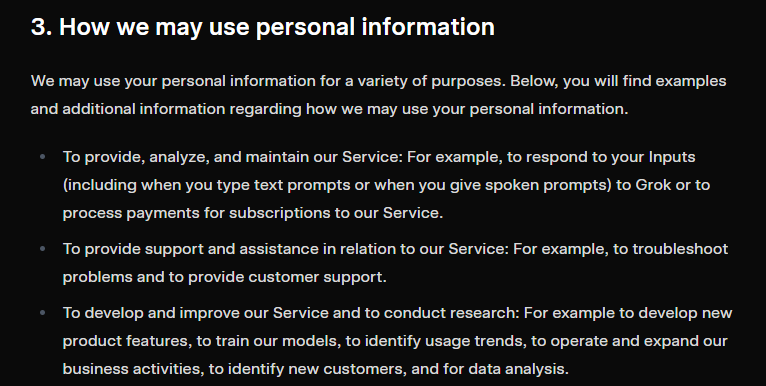 3. How we may use personal information
We may use your personal information for a variety of purposes. Below, you will find examples
and additional information regarding how we may use your personal information.
• To provide, analyze, and maintain our Service: For example, to respond to your Inputs
(including when you type text prompts or when you give spoken prompts) to Grok or to
process payments for subscriptions to our Service.
• To provide support and assistance in relation to our Service: For example, to troubleshoot
problems and to provide customer support.
• To develop and improve our Service and to conduct research: For example to develop new
product features, to train our models, to identify usage trends, to operate and expand our
business activities, to identify new customers, and for data analysis.